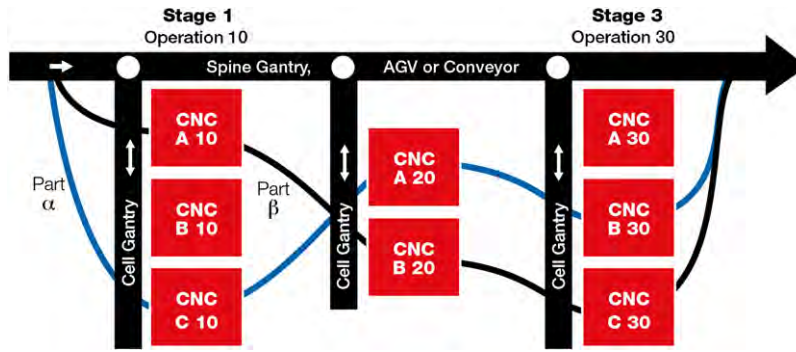 Stage 1
Operation 10
Stage 3
Operation 30
Spine Gantry,
AGV or Conveyor
CNC
A 10
CNC
B 10
CNC
C 10
Part
α
Part
β
Cell Gantry
CNC
A 20
CNC
B 20
Cell Gantry
CNC
A 30
CNC
B 30
CNC
C 30
Cell Gantry